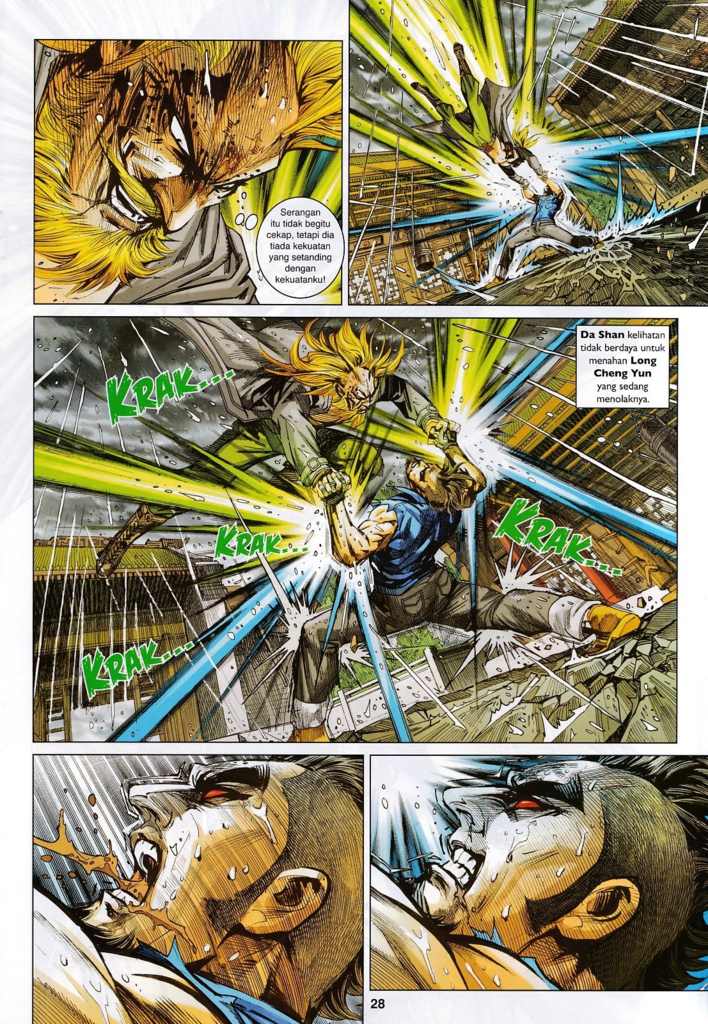 Serangan
itu tidak begitu
cekap, tetapi dia
tiada kekuatan
yang setanding
dengan
kekuatanku!
Da Shan kelihatan
tidak berdaya untuk
menahan Long
Cheng Yun
yang sedang
menolaknya.
KRAK...
KRAK...
KRAK...
KRAK...
28